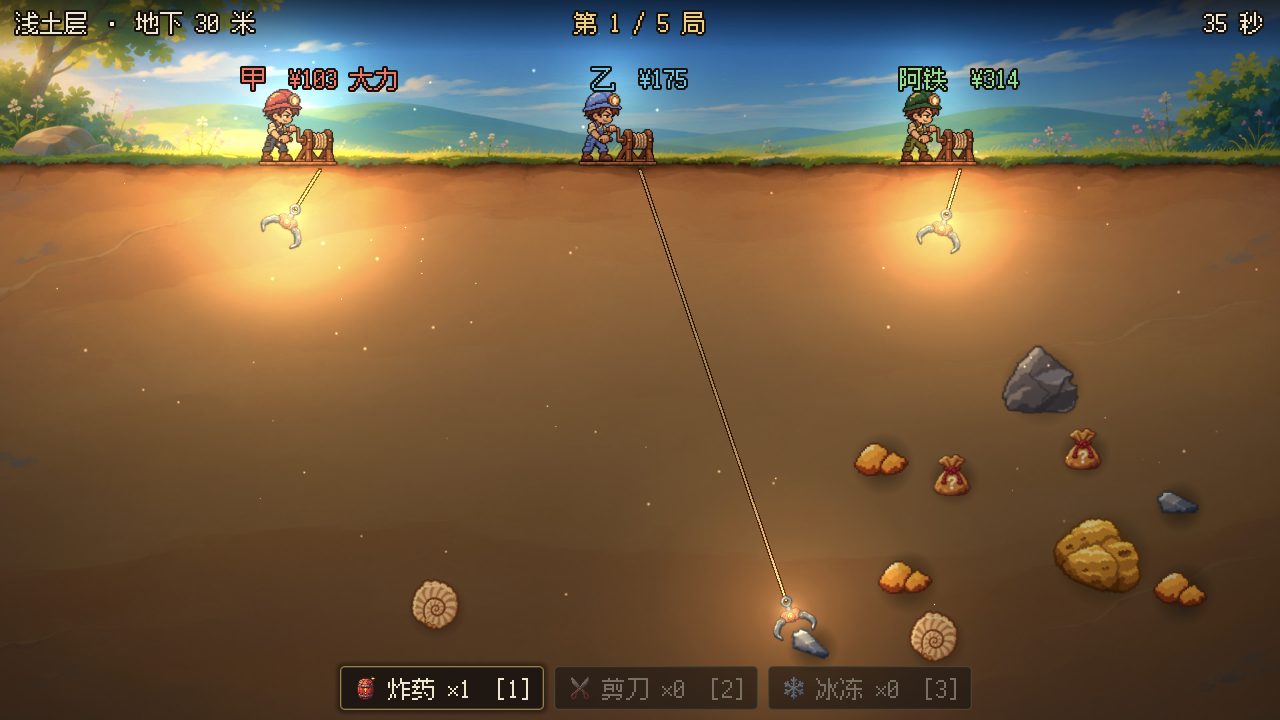 浅土层 · 地下 30 米
第 1 / 5 局
35 秒
甲 ¥103 大力
乙 ¥175
阿铁 ¥314
?
?
炸药 ×1 [1]
剪刀 ×0 [2]
冰冻 ×0 [3]